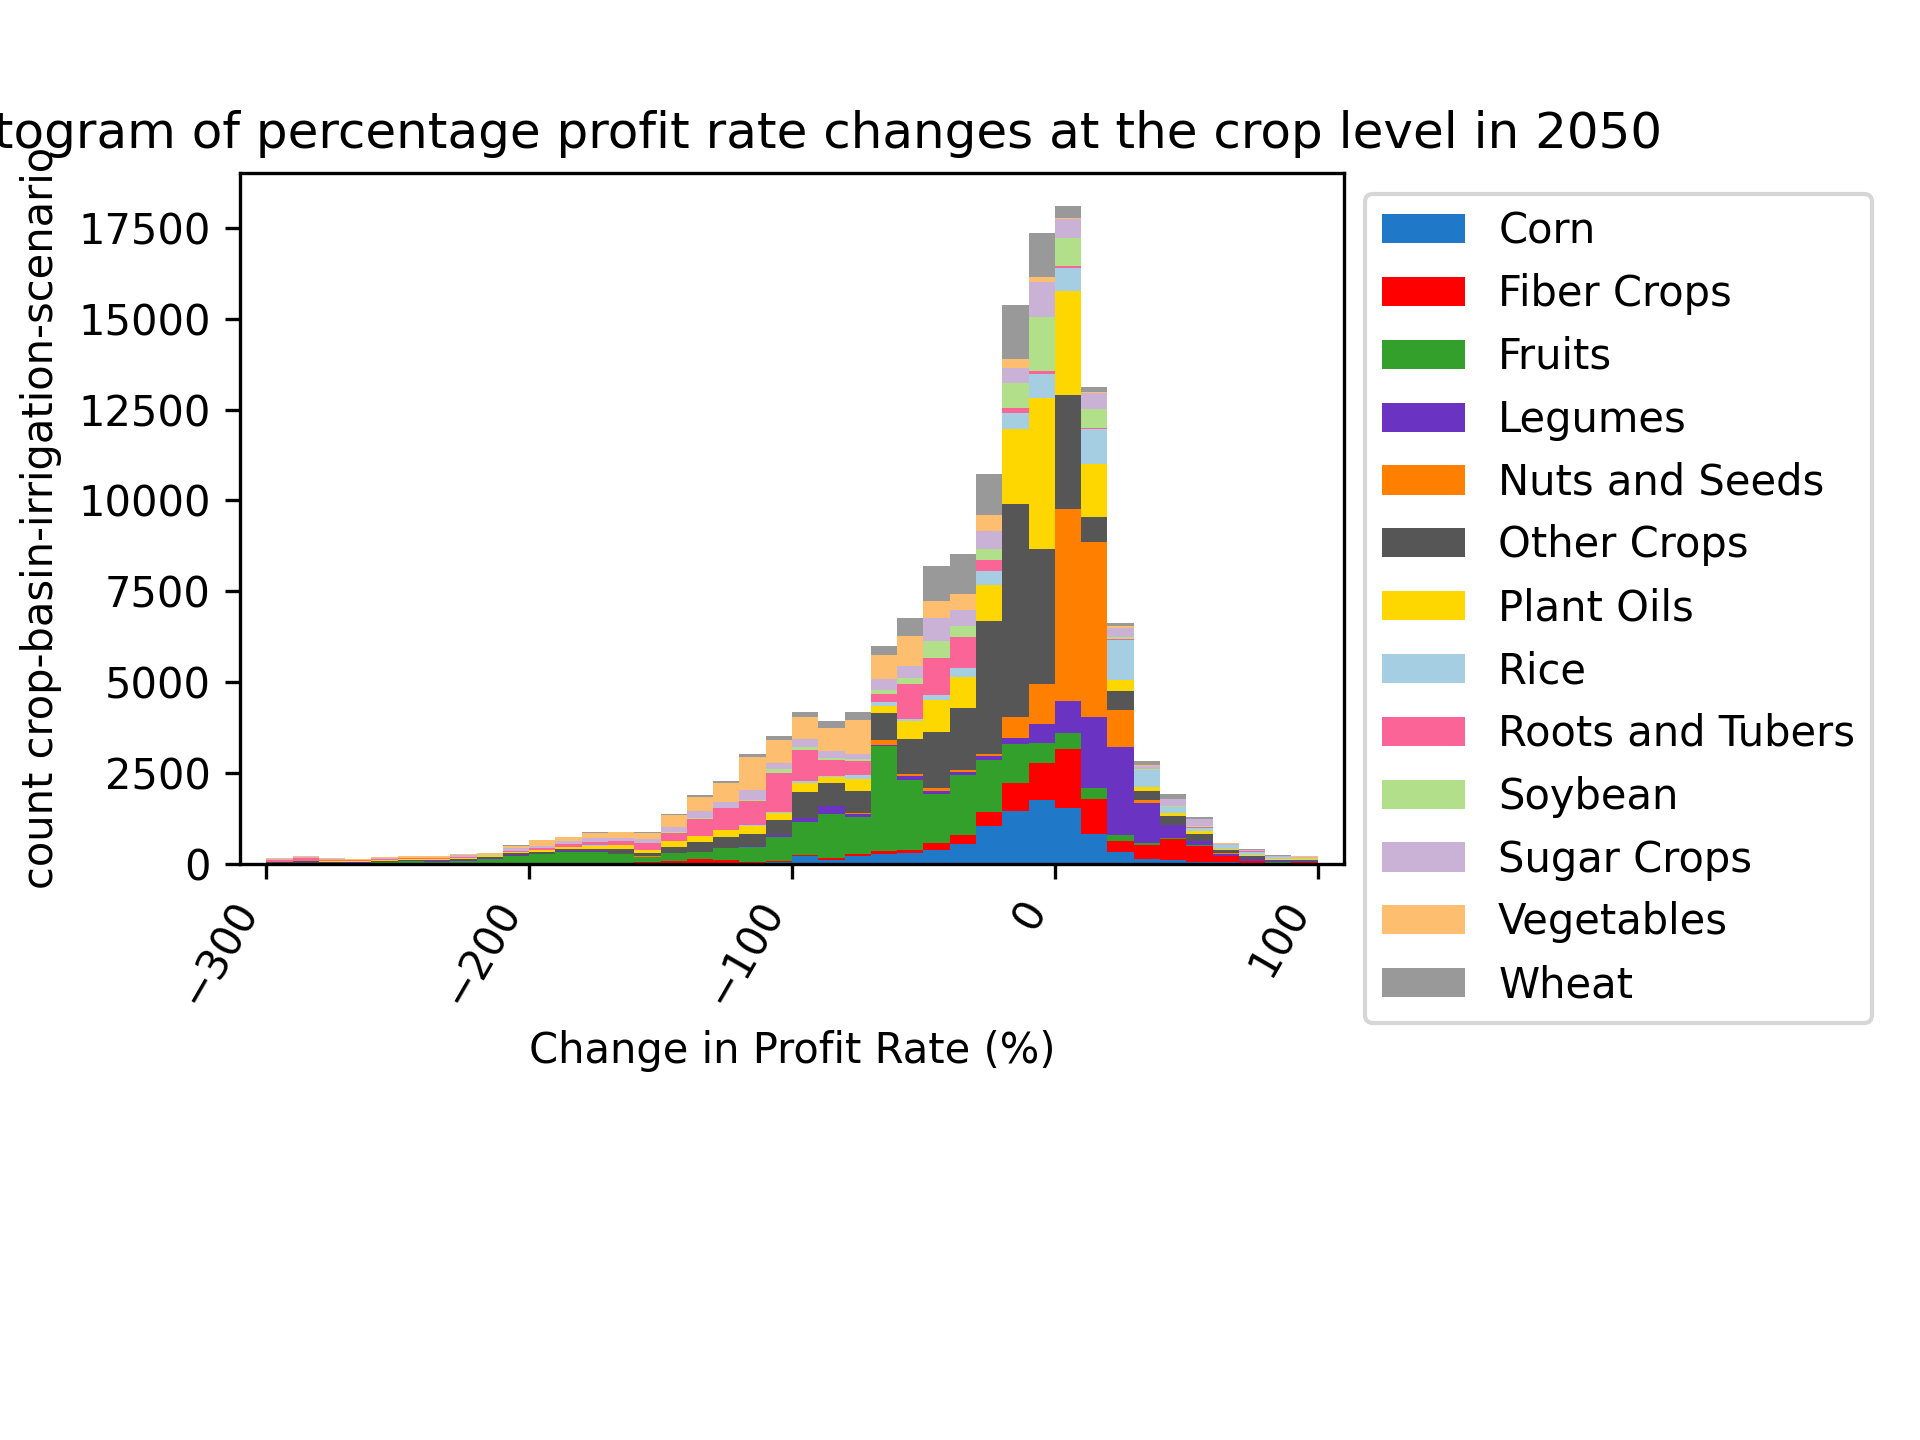 togram of percentage profit rate changes at the crop level in 2050
count crop-basin-irrigation-scenario
17500
15000
12500
10000
7500
5000
2500
0
−300
−200
−100
0
100
Change in Profit Rate (%)
Corn
Fiber Crops
Fruits
Legumes
Nuts and Seeds
Other Crops
Plant Oils
Rice
Roots and Tubers
Soybean
Sugar Crops
Vegetables
Wheat